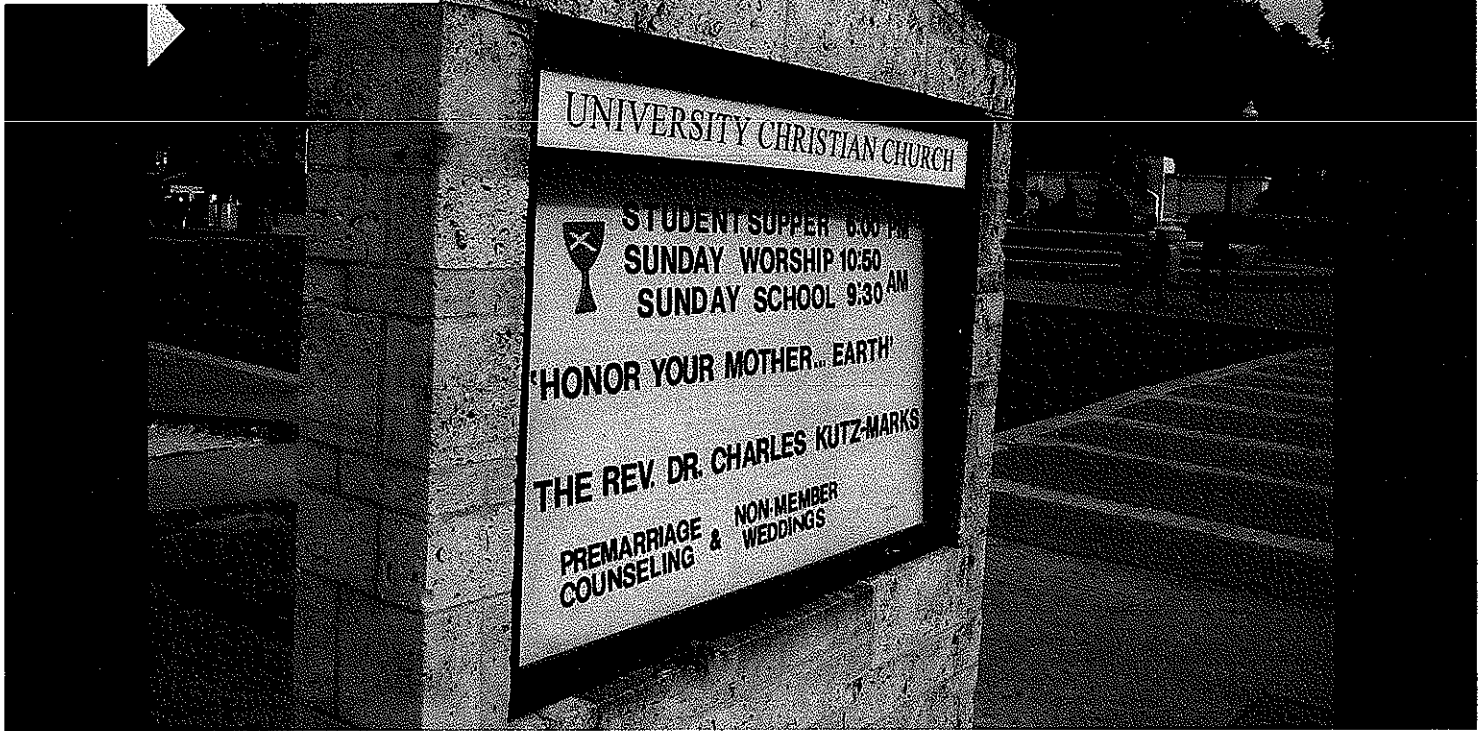 UNIVERSITY CHRISTIAN CHURCH
STUDENT SUPPER 6:00 PM
SUNDAY WORSHIP 10:50
SUNDAY SCHOOL 9:30 AM
'HONOR YOUR MOTHER... EARTH'
THE REV. DR. CHARLES KUTZ-MARKS
PREMARRIAGE & NON-MEMBER
COUNSELING WEDDINGS